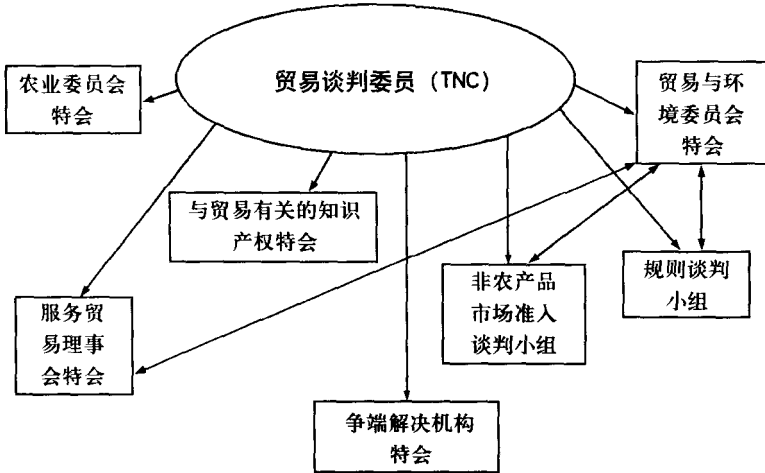 贸易谈判委员（TNC）
农业委员会
特会
贸易与环
境委员会
特会
与贸易有关的知识
产权特会
规则谈判
小组
非农产品
市场准入
谈判小组
服务贸
易理事
会特会
争端解决机构
特会